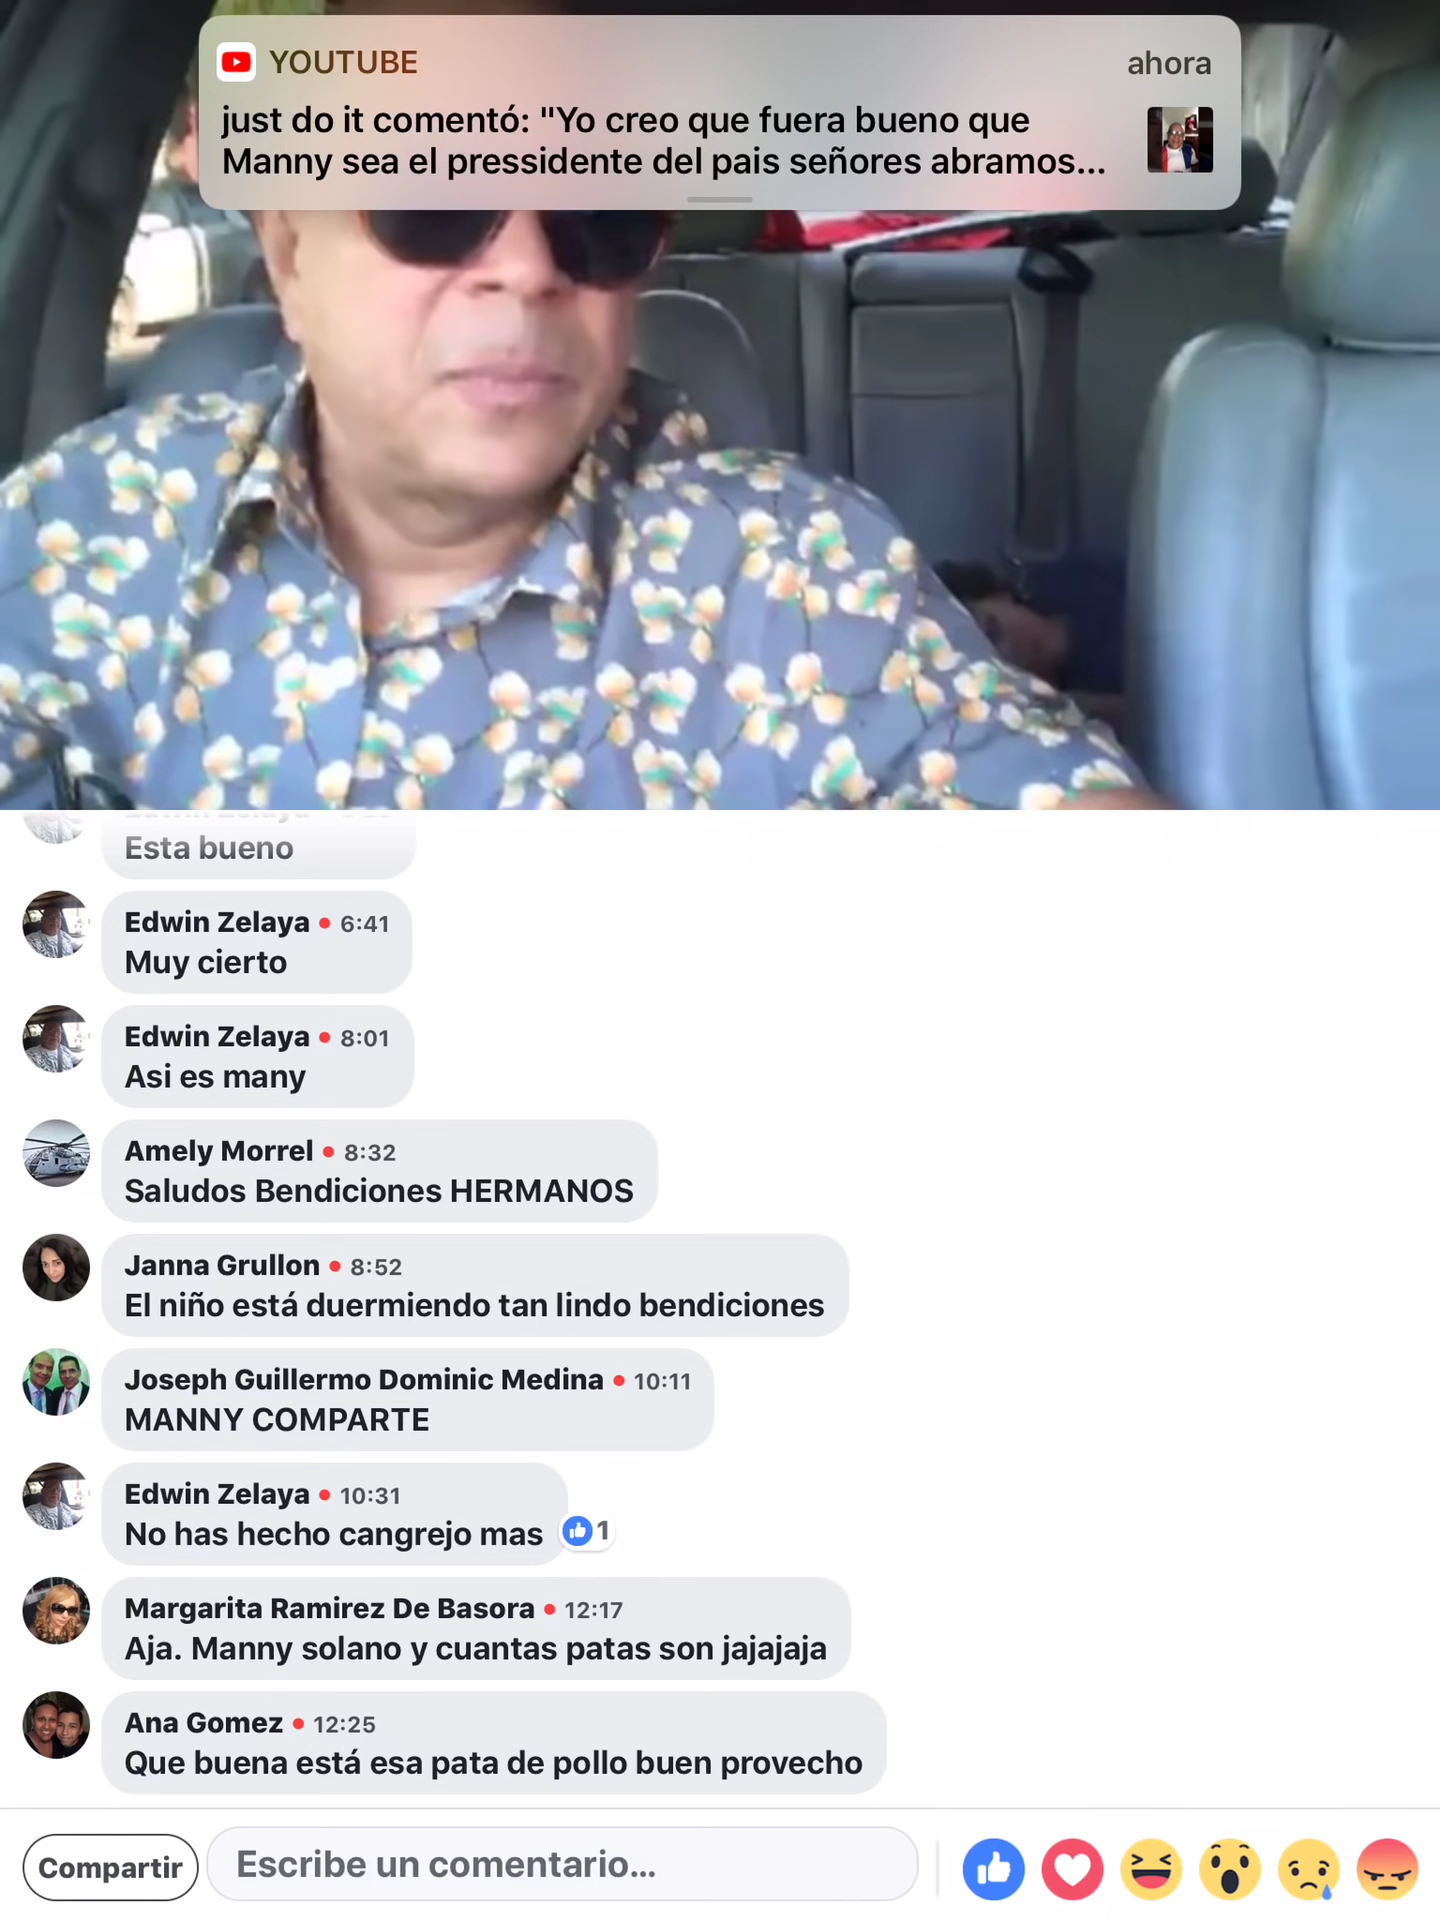 YOUTUBE
ahora
just do it comentó: "Yo creo que fuera bueno que
Manny sea el pressidente del pais señores abramos...
Esta bueno
Edwin Zelaya • 6:41
Muy cierto
Edwin Zelaya • 8:01
Asi es many
Amely Morrel • 8:32
Saludos Bendiciones HERMANOS
Janna Grullon • 8:52
El niño está duermiendo tan lindo bendiciones
Joseph Guillermo Dominic Medina • 10:11
MANNY COMPARTE
Edwin Zelaya • 10:31
No has hecho cangrejo mas 1
Margarita Ramirez De Basora • 12:17
Aja. Manny solano y cuantas patas son jajajaja
Ana Gomez • 12:25
Que buena está esa pata de pollo buen provecho
Compartir
Escribe un comentario...